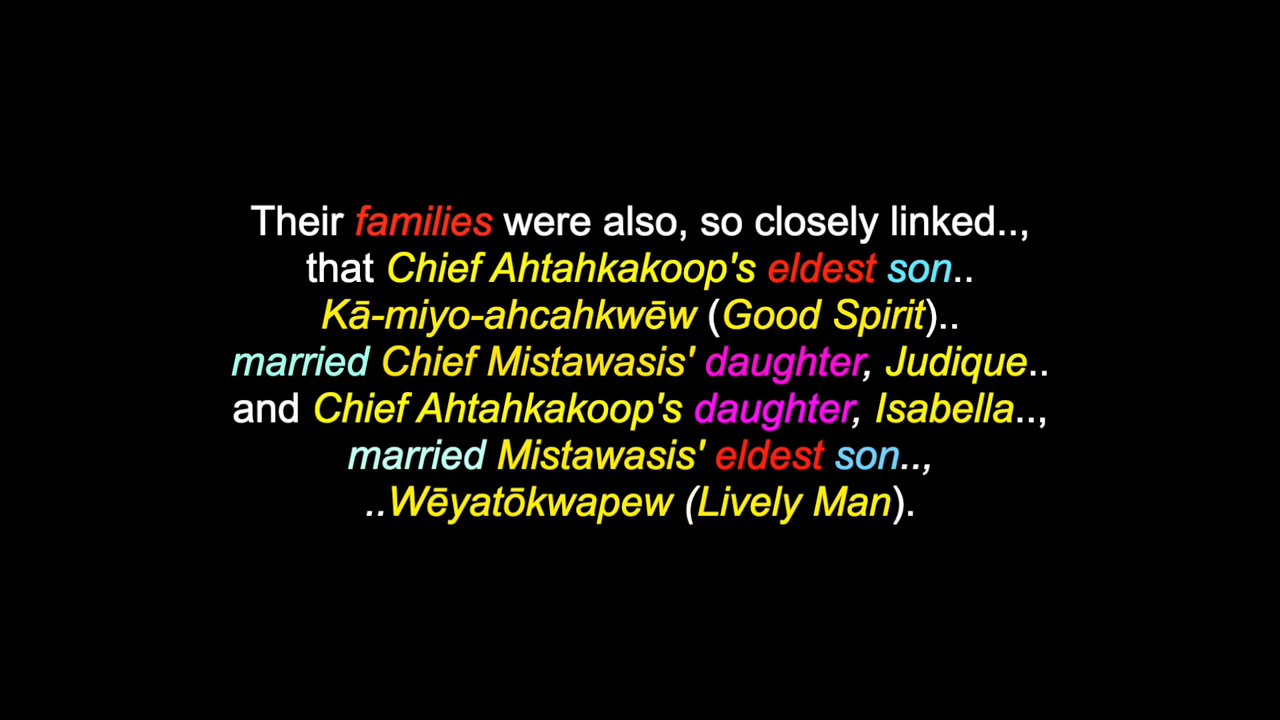 Their families were also, so closely linked..,
that Chief Ahtahkakoop's eldest son..
Kā-miyo-ahcahkwēw (Good Spirit)..
married Chief Mistawasis' daughter, Judique..
and Chief Ahtahkakoop's daughter, Isabella..,
married Mistawasis' eldest son..,
..Wēyatōkwapew (Lively Man).